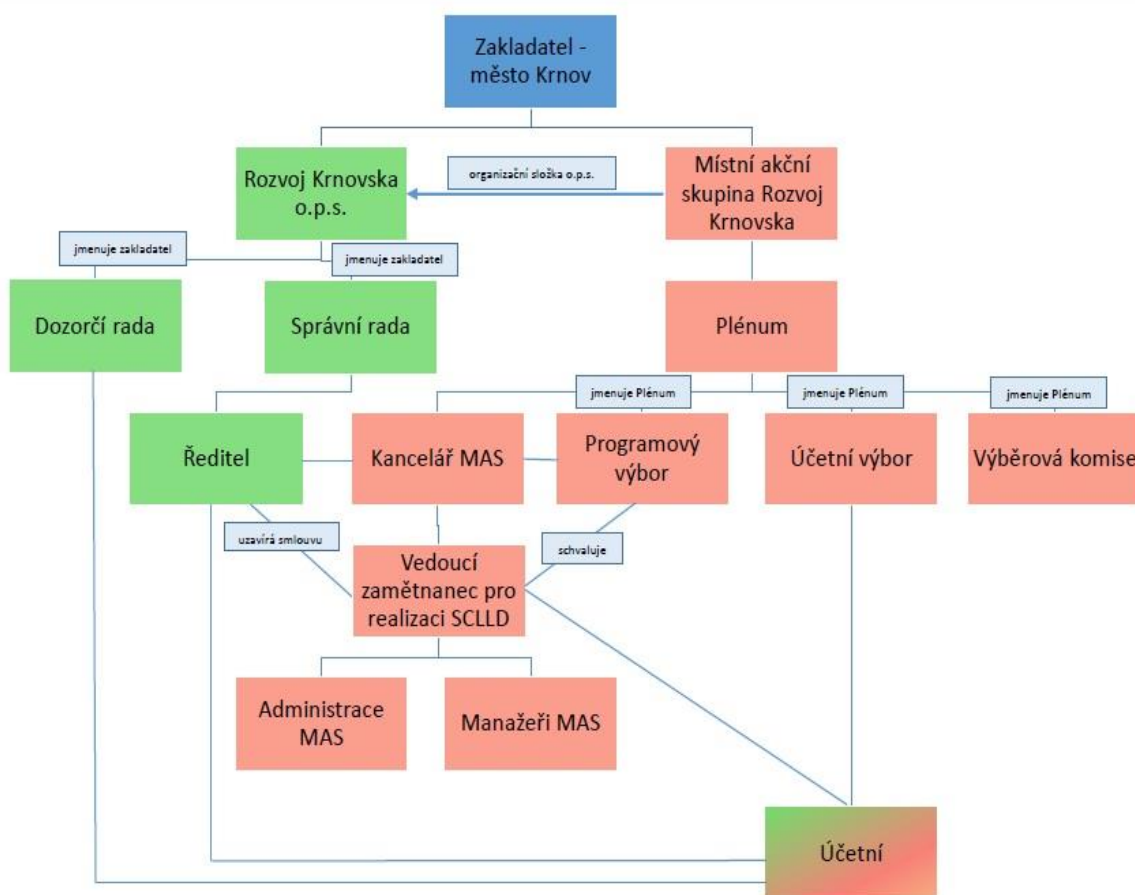 Zakladatel -
město Krnov
Rozvoj Krnovska
o.p.s.
organizační složka o.p.s.
Místní akční
skupina Rozvoj
Krnovska
jmenuje zakladatel
jmenuje zakladatel
Dozorčí rada
Správní rada
Plénum
jmenuje Plénum
jmenuje Plénum
jmenuje Plénum
Ředitel
Kancelář MAS
Programový
výbor
Účetní výbor
Výběrová komise
uzavírá smlouvu
schvaluje
Vedoucí
zamětnanec pro
realizaci SCLLD
Administrace
MAS
Manažeři MAS
Účetní